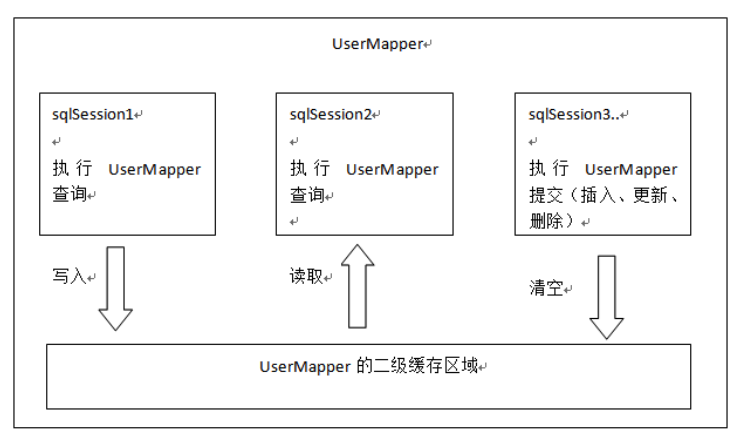 UserMapper↵
sqlSession1↵
↵
执行 UserMapper
查询↵
sqlSession2↵
↵
执行 UserMapper
查询↵
↵
sqlSession3..↵
↵
执行 UserMapper
提交（插入、更新、
删除）↵
写入↵
读取↵
清空↵
UserMapper 的二级缓存区域↵